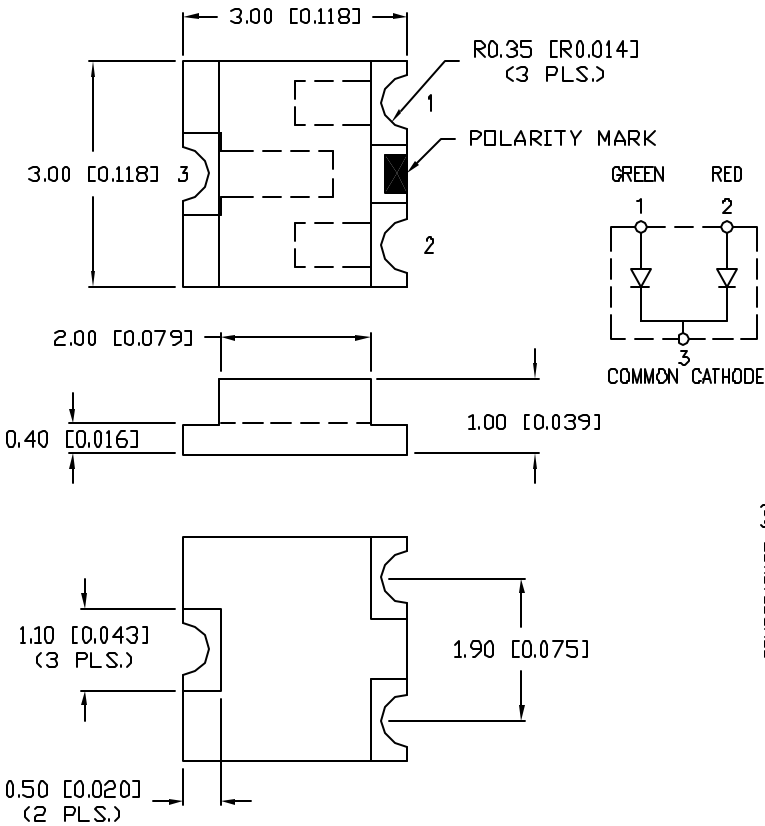 3.00 [0.118]
R0.35 [R0.014]
(3 PLS.)
1
POLARITY MARK
3.00 [0.118]
3
GREEN
RED
1
2
2
3
COMMON CATHODE
2.00 [0.079]
1.00 [0.039]
0.40 [0.016]
1.10 [0.043]
(3 PLS.)
1.90 [0.075]
0.50 [0.020]
(2 PLS.)